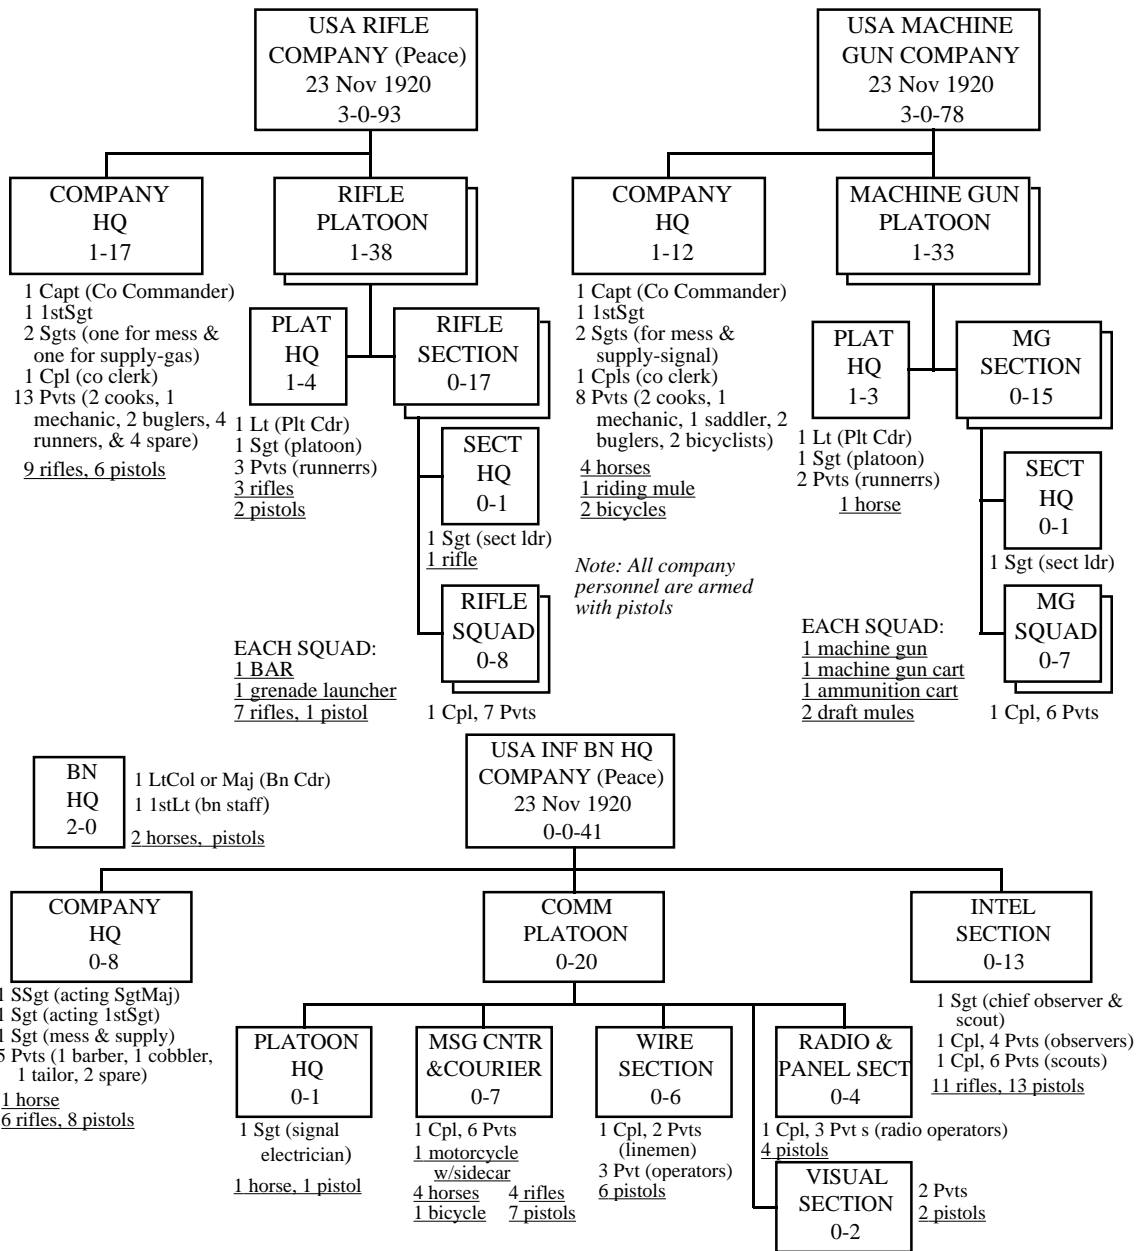 USA RIFLE
COMPANY (Peace)
23 Nov 1920
3-0-93
COMPANY
HQ
1-17
1 Capt (Co Commander)
1 1stSgt
2 Sgts (one for mess &
one for supply-gas)
1 Cpl (co clerk)
13 Pvts (2 cooks, 1
mechanic, 2 buglers, 4
runners, & 4 spare)
9 rifles, 6 pistols
RIFLE
PLATOON
1-38
PLAT
HQ
1-4
1 Lt (Plt Cdr)
1 Sgt (platoon)
3 Pvts (runnerrs)
3 rifles
2 pistols
RIFLE
SECTION
0-17
SECT
HQ
0-1
1 Sgt (sect ldr)
1 rifle
RIFLE
SQUAD
0-8
EACH SQUAD:
1 BAR
1 grenade launcher
7 rifles, 1 pistol
1 Cpl, 7 Pvts
USA MACHINE
GUN COMPANY
23 Nov 1920
3-0-78
COMPANY
HQ
1-12
1 Capt (Co Commander)
1 1stSgt
2 Sgts (for mess &
supply-signal)
1 Cpls (co clerk)
8 Pvts (2 cooks, 1
mechanic, 1 saddler, 2
buglers, 2 bicyclists)
4 horses
1 riding mule
2 bicycles
Note: All company
personnel are armed
with pistols
MACHINE GUN
PLATOON
1-33
PLAT
HQ
1-3
1 Lt (Plt Cdr)
1 Sgt (platoon)
2 Pvts (runnerrs)
1 horse
MG
SECTION
0-15
SECT
HQ
0-1
1 Sgt (sect ldr)
MG
SQUAD
0-7
EACH SQUAD:
1 machine gun
1 machine gun cart
1 ammunition cart
2 draft mules
1 Cpl, 6 Pvts
BN
HQ
2-0
1 LtCol or Maj (Bn Cdr)
1 1stLt (bn staff)
2 horses, pistols
USA INF BN HQ
COMPANY (Peace)
23 Nov 1920
0-0-41
COMPANY
HQ
0-8
1 SSgt (acting SgtMaj)
1 Sgt (acting 1stSgt)
1 Sgt (mess & supply)
5 Pvts (1 barber, 1 cobbler,
1 tailor, 2 spare)
1 horse
6 rifles, 8 pistols
COMM
PLATOON
0-20
PLATOON
HQ
0-1
1 Sgt (signal
electrician)
1 horse, 1 pistol
MSG CNTR
&COURIER
0-7
1 Cpl, 6 Pvts
1 motorcycle
w/sidecar
4 horses 4 rifles
1 bicycle 7 pistols
WIRE
SECTION
0-6
1 Cpl, 2 Pvts
(linemen)
3 Pvt (operators)
6 pistols
RADIO &
PANEL SECT
0-4
1 Cpl, 3 Pvt s (radio operators)
4 pistols
VISUAL
SECTION
0-2
2 Pvts
2 pistols
INTEL
SECTION
0-13
1 Sgt (chief observer &
scout)
1 Cpl, 4 Pvts (observers)
1 Cpl, 6 Pvts (scouts)
11 rifles, 13 pistols